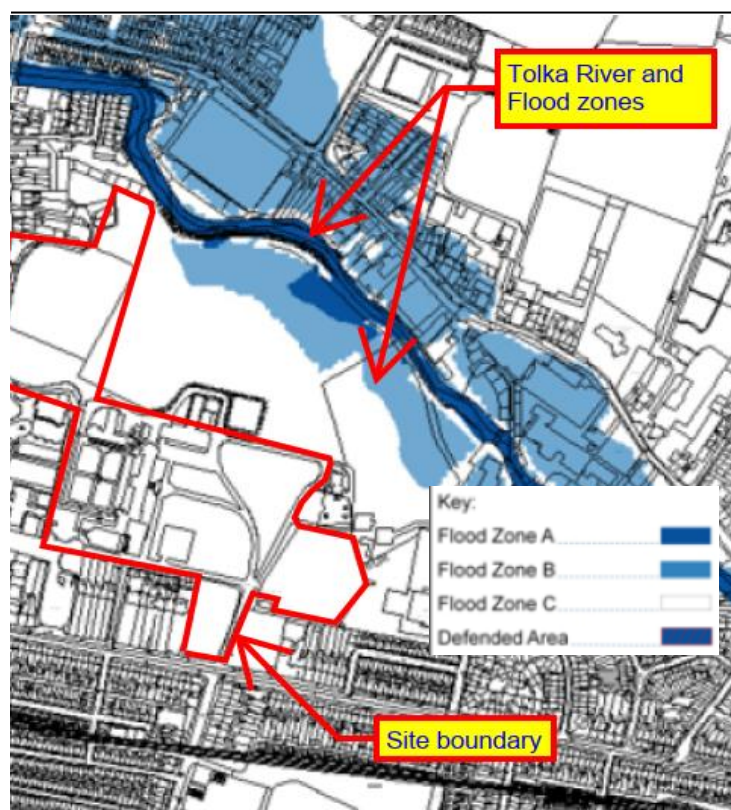 Tolka River and
Flood zones
Key:
Flood Zone A
Flood Zone B
Flood Zone C
Defended Area
Site boundary